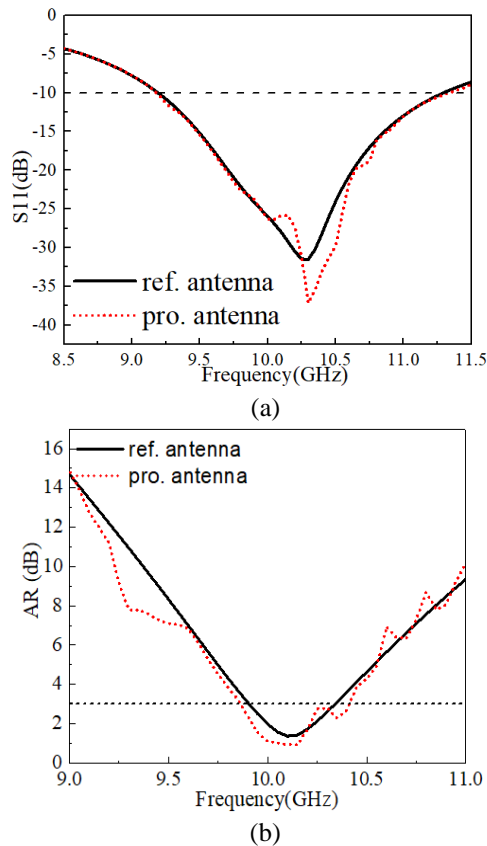 0
-5
-10
-15
-20
-25
-30
-35
-40
S11(dB)
ref. antenna
pro. antenna
8.5 9.0 9.5 10.0 10.5 11.0 11.5
Frequency(GHz)
(a)
16
14
12
10
8
6
4
2
0
AR (dB)
ref. antenna
pro. antenna
9.0 9.5 10.0 10.5 11.0
Frequency(GHz)
(b)